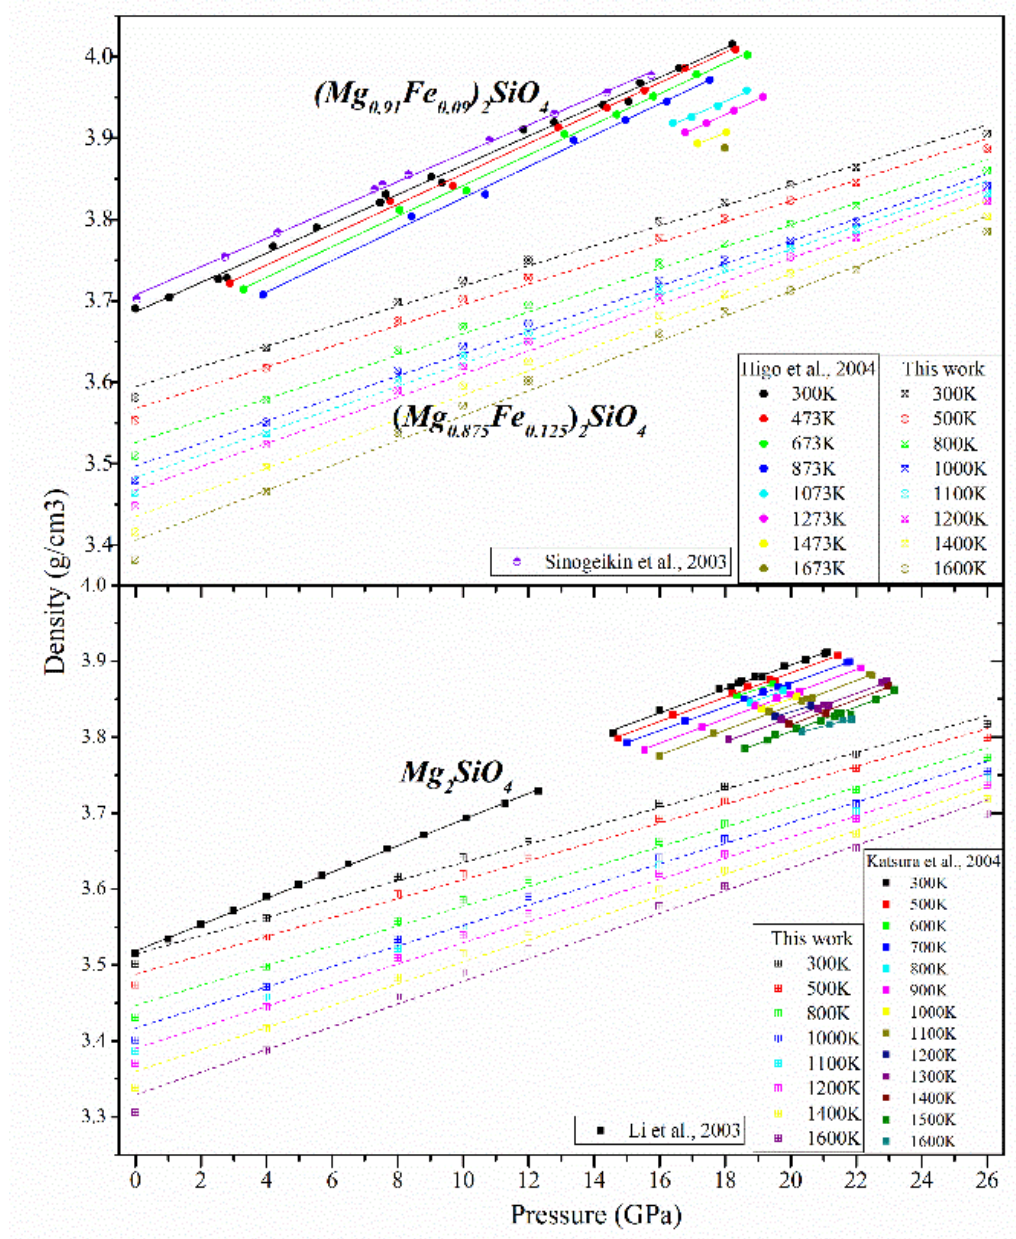 4.0
(Mg0.91Fe0.09)2SiO4
3.9
3.8
3.7
3.6
(Mg0.875Fe0.125)2SiO4
3.5
3.4
Higo et al., 2004
300K
473K
673K
873K
1073K
1273K
1473K
1673K
This work
300K
500K
800K
1000K
1100K
1200K
1400K
1600K
Sinogeikin et al., 2003
Density (g/cm3)
4.0
3.9
3.8
Mg2SiO4
3.7
3.6
3.5
3.4
3.3
This work
300K
500K
800K
1000K
1100K
1200K
1400K
1600K
Katsura et al., 2004
300K
500K
600K
700K
800K
900K
1000K
1100K
1200K
1300K
1400K
1500K
1600K
Li et al., 2003
0 2 4 6 8 10 12 14 16 18 20 22 24 26
Pressure (GPa)